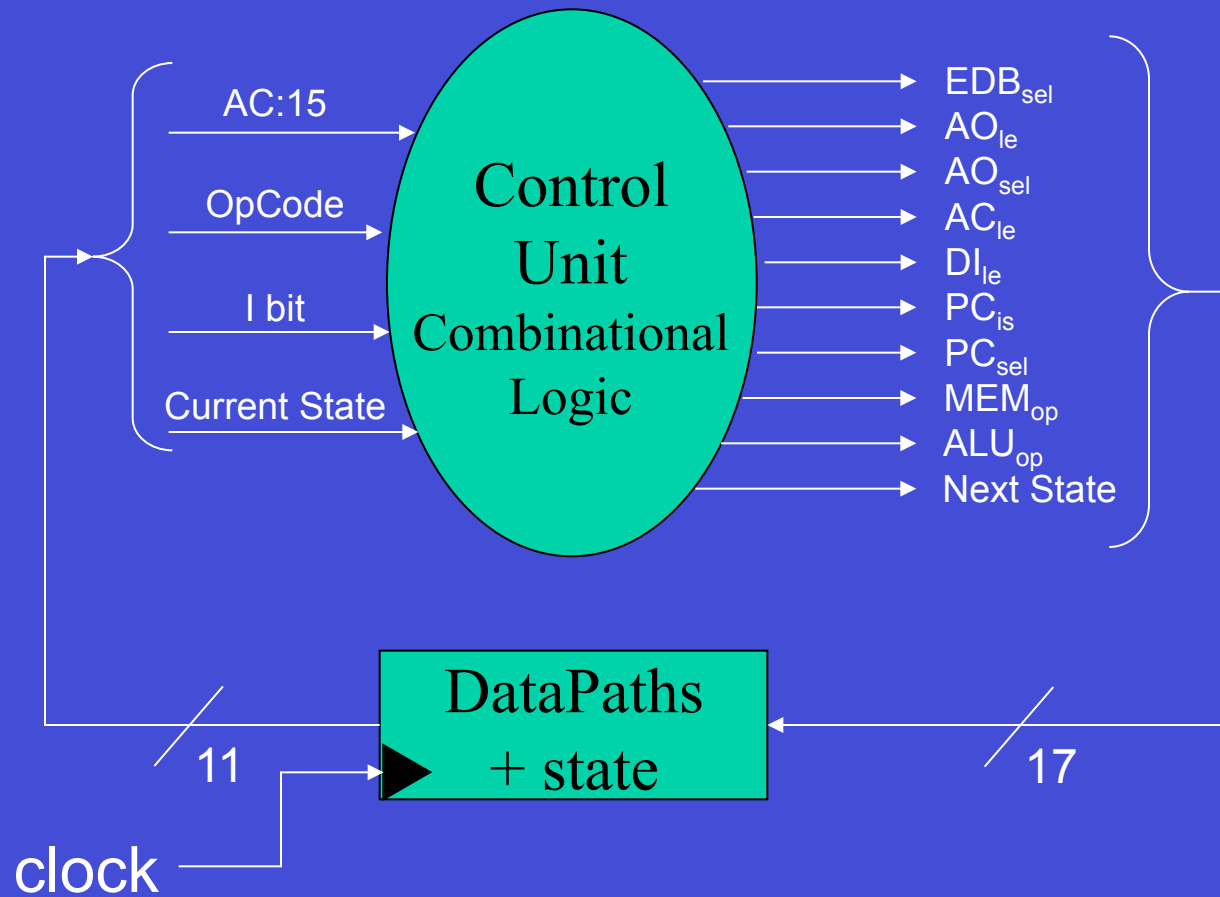 AC:15
OpCode
I bit
Current State
Control
Unit
Combinational
Logic
EDBsel
AOle
AOsel
ACle
DIle
PCis
PCsel
MEMop
ALUop
Next State
DataPaths
+ state
11
17
clock